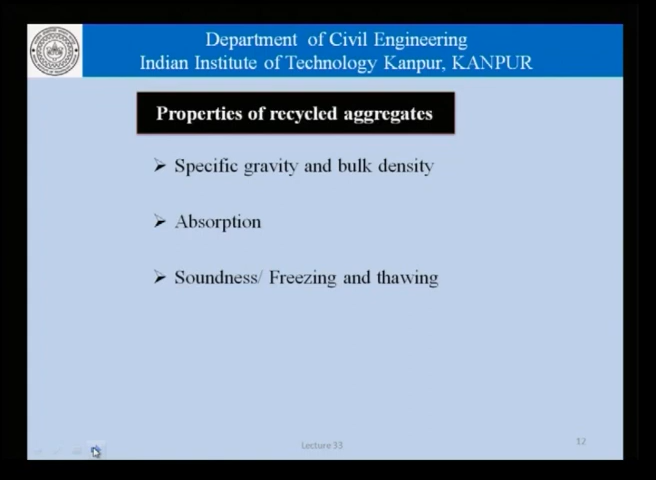 Department of Civil Engineering
Indian Institute of Technology Kanpur, KANPUR
Properties of recycled aggregates
Specific gravity and bulk density
Absorption
Soundness/ Freezing and thawing
Lecture 33
12